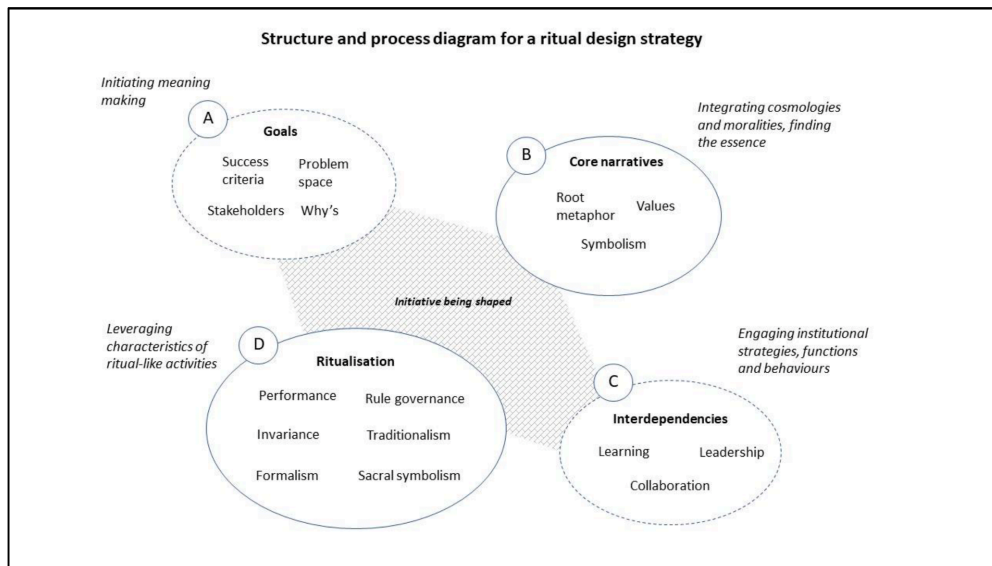 Structure and process diagram for a ritual design strategy
Initiating meaning
making
A
Goals
Success
criteria
Problem
space
Stakeholders
Why's
Integrating cosmologies
and moralities, finding
the essence
B
Core narratives
Root
metaphor
Values
Symbolism
Initiative being shaped
Leveraging
characteristics of
ritual-like activities
D
Ritualisation
Performance
Rule governance
Invariance
Traditionalism
Formalism
Sacral symbolism
Engaging institutional
strategies, functions
and behaviours
C
Interdependencies
Learning
Leadership
Collaboration